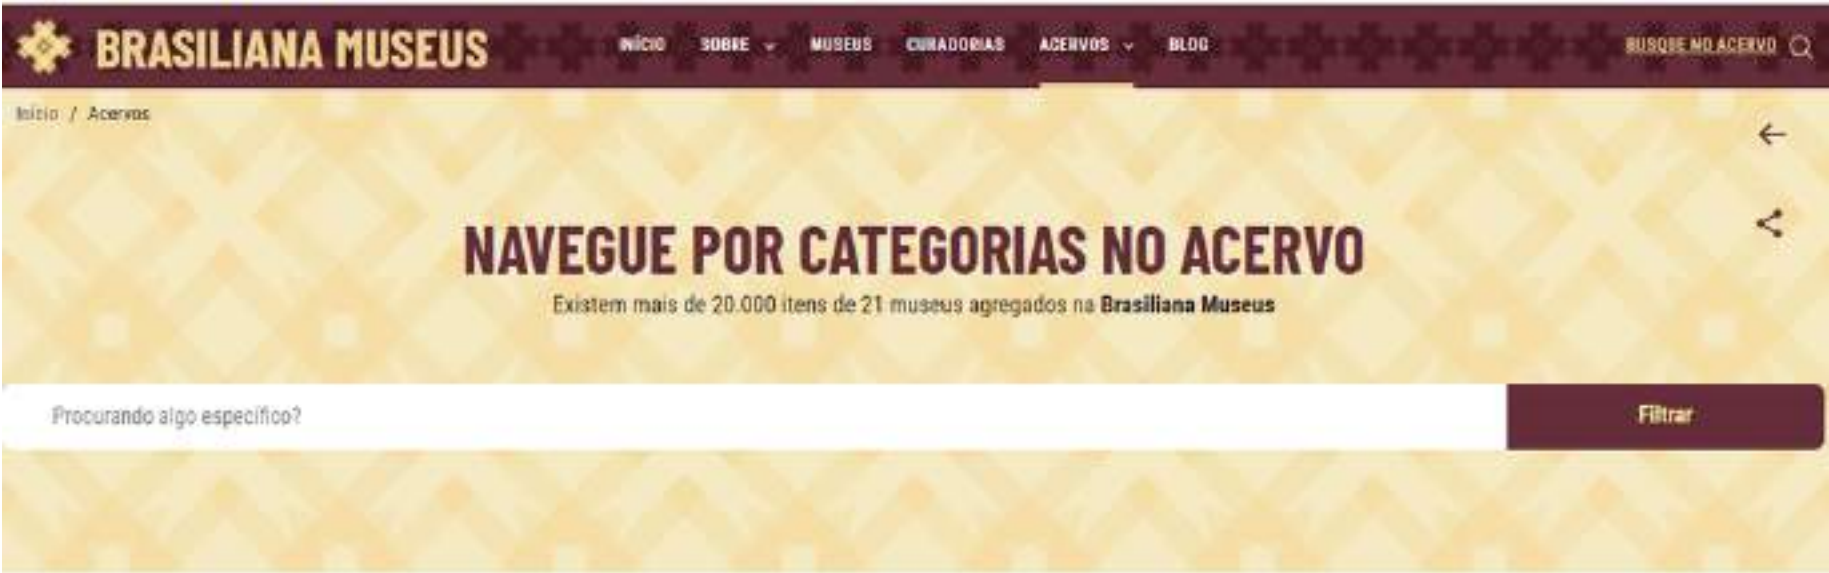 BRASILIANA MUSEUS
INÍCIO SOBRE MUSEUS CURADORIAS ACERVOS BLOG BUSQUE NO ACERVO
Início / Acervos
NAVEGUE POR CATEGORIAS NO ACERVO
Existem mais de 20.000 itens de 21 museus agregados na Brasiliana Museus
Procurando algo específico? Filtrar